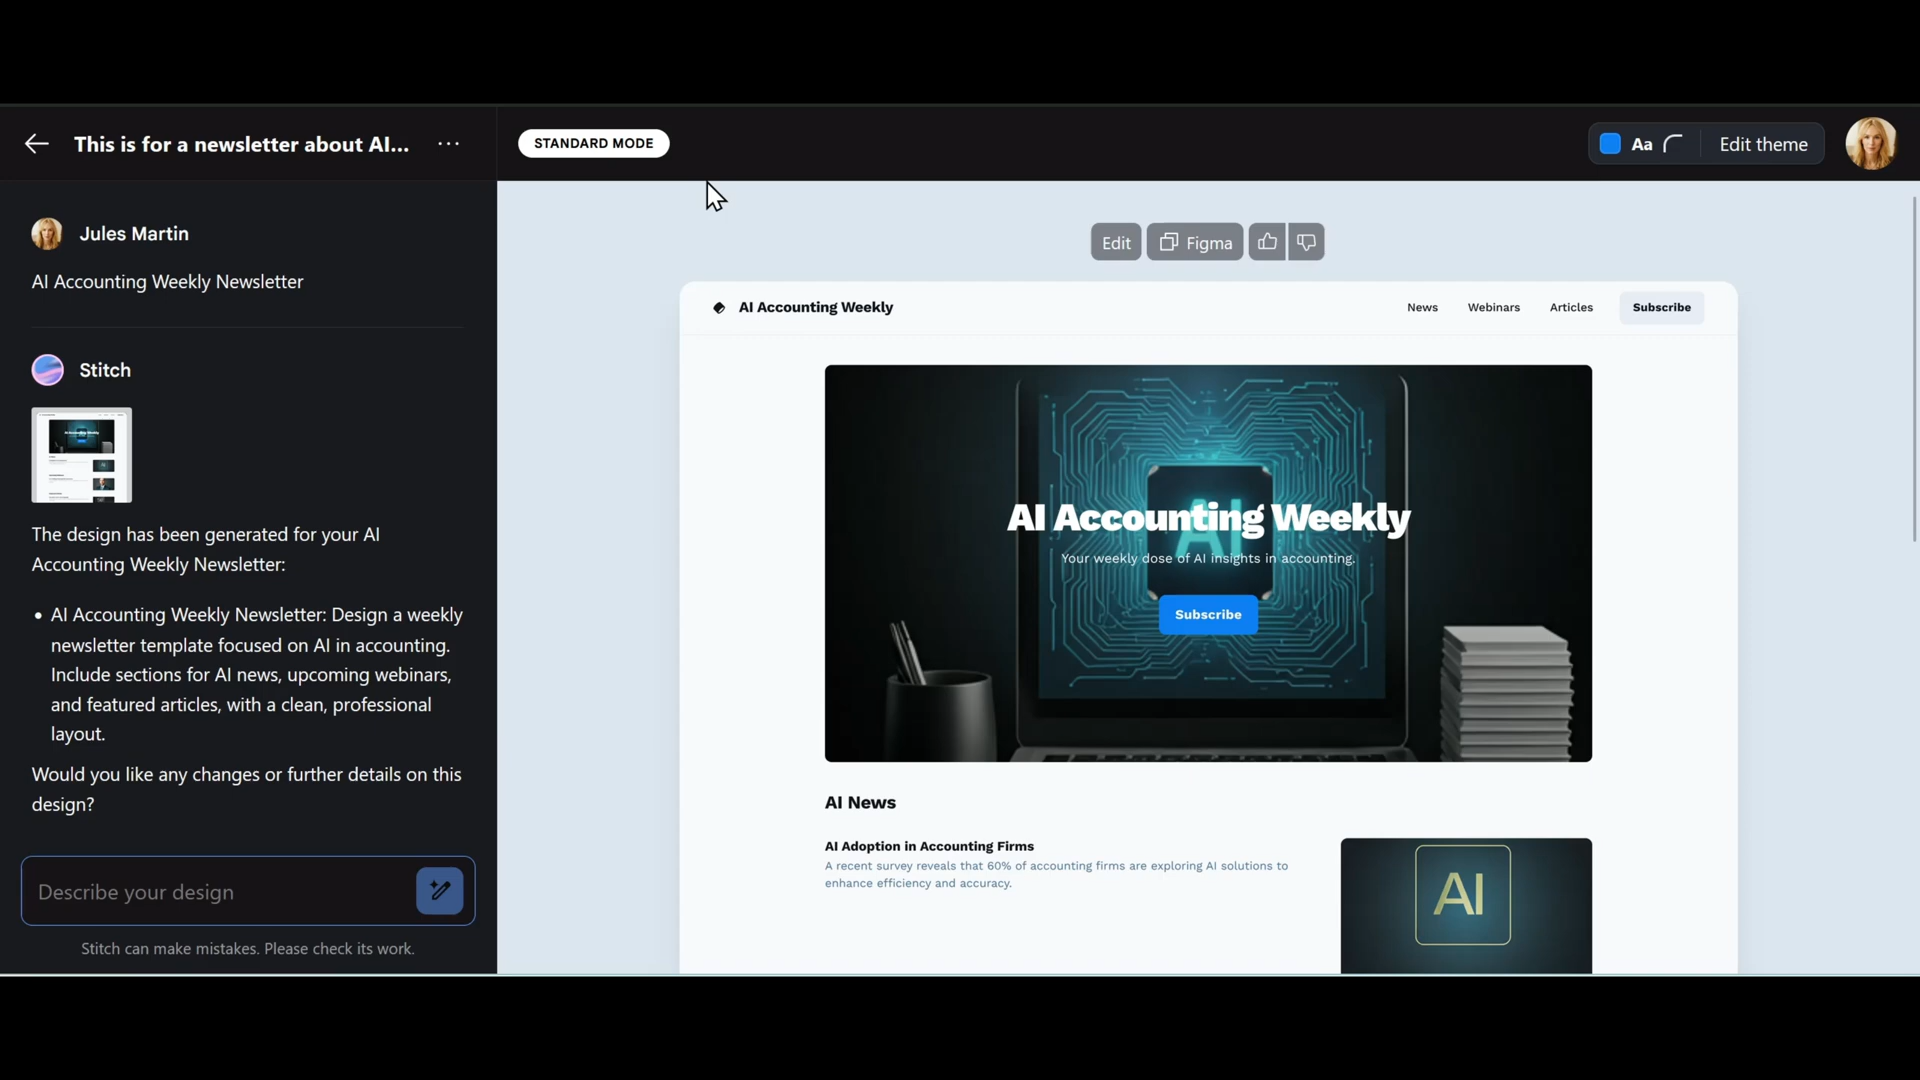 This is for a newsletter about AI...
STANDARD MODE
Aa
Edit theme
Jules Martin
AI Accounting Weekly Newsletter
Stitch
The design has been generated for your AI
Accounting Weekly Newsletter:
• AI Accounting Weekly Newsletter: Design a weekly
newsletter template focused on AI in accounting.
Include sections for AI news, upcoming webinars,
and featured articles, with a clean, professional
layout.
Would you like any changes or further details on this
design?
Describe your design
Stitch can make mistakes. Please check its work.
Edit
Figma
AI Accounting Weekly
News
Webinars
Articles
Subscribe
AI
AI Accounting Weekly
Your weekly dose of AI insights in accounting.
Subscribe
AI News
AI Adoption in Accounting Firms
A recent survey reveals that 60% of accounting firms are exploring AI solutions to
enhance efficiency and accuracy.
AI